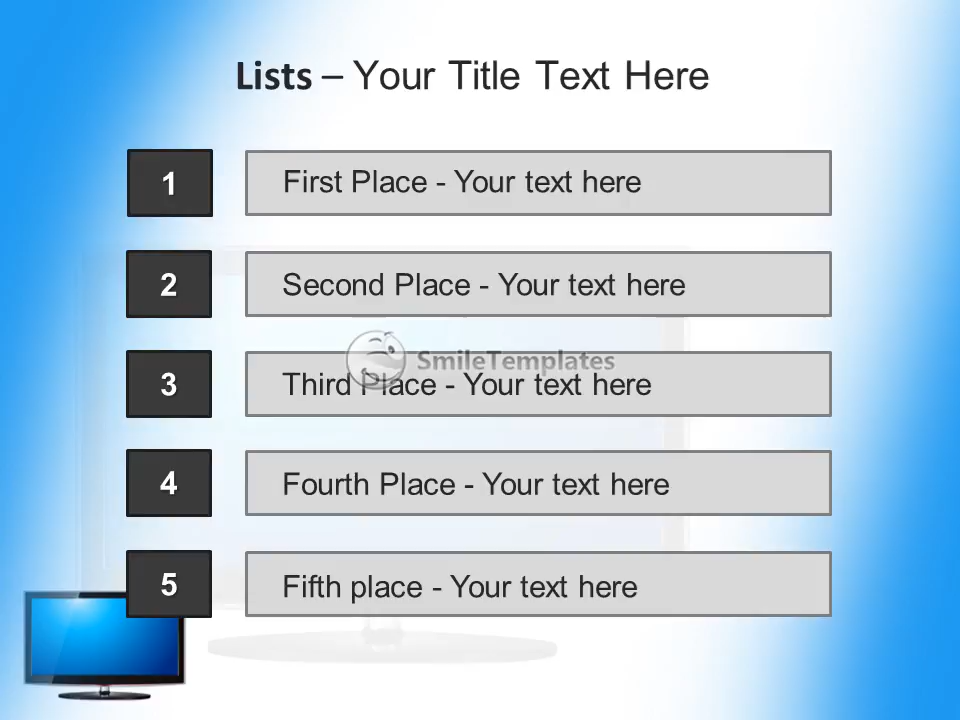 Lists – Your Title Text Here
1 First Place - Your text here
2 Second Place - Your text here
SmileTemplates
3 Third Place - Your text here
4 Fourth Place - Your text here
5 Fifth place - Your text here